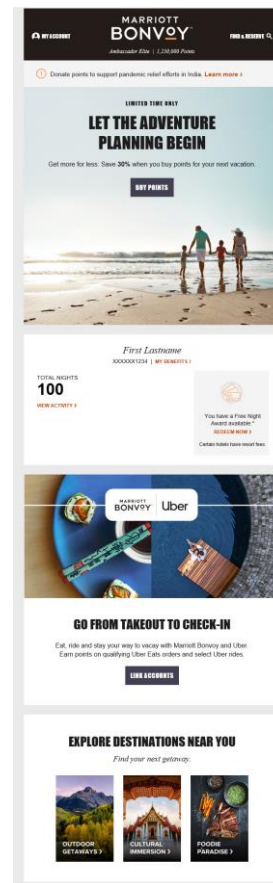 MY ACCOUNT
MARRIOTT
BONVOY
FIND & RESERVE
Ambassador Elite | 1,250,000 Points
Donate points to support pandemic relief efforts in India. Learn more ›
LIMITED TIME ONLY
LET THE ADVENTURE
PLANNING BEGIN
Get more for less: Save 30% when you buy points for your next vacation.
BUY POINTS
First Lastname
XXXXXX1234 | MY BENEFITS ›
TOTAL NIGHTS
100
VIEW ACTIVITY ›
You have a Free Night
Award available.*
REDEEM NOW ›
Certain hotels have resort fees.
MARRIOTT
BONVOY
Uber
GO FROM TAKEOUT TO CHECK-IN
Eat, ride and stay your way to vacay with Marriott Bonvoy and Uber.
Earn points on qualifying Uber Eats orders and select Uber rides.
LINK ACCOUNTS
EXPLORE DESTINATIONS NEAR YOU
Find your next getaway.
OUTDOOR
GETAWAYS ›
CULTURAL
IMMERSION ›
FOODIE
PARADISE ›